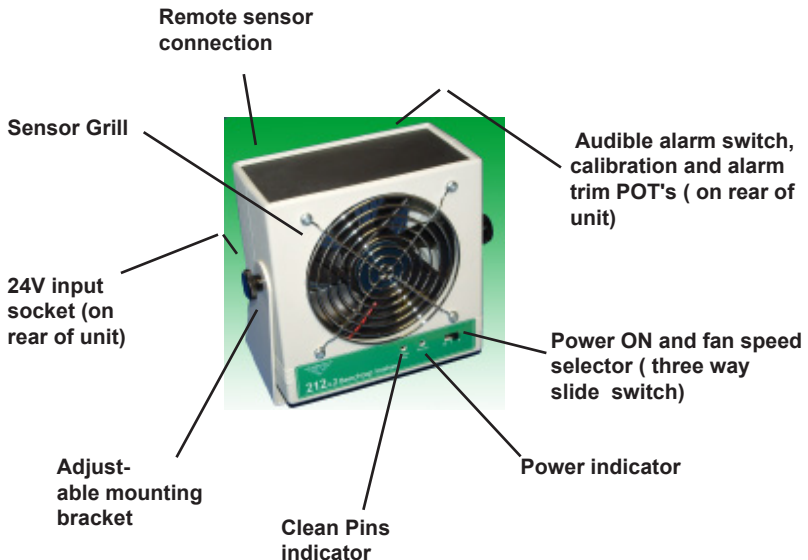 Remote sensor
connection
Sensor Grill
Audible alarm switch,
calibration and alarm
trim POT's ( on rear of
unit)
24V input
socket (on
rear of unit)
Power ON and fan speed
selector ( three way
slide switch)
Adjust-
able mounting
bracket
Power indicator
Clean Pins
indicator
212